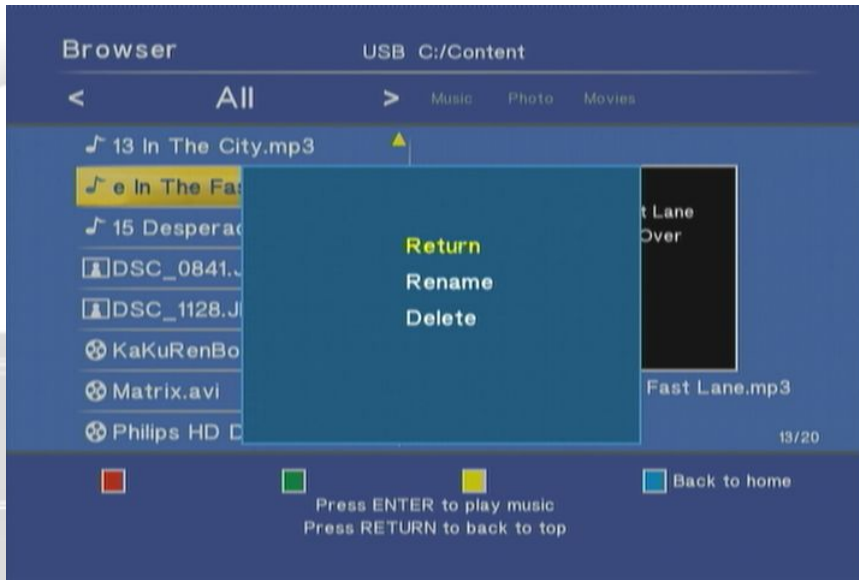 Browser USB C:/Content
< All > Music Photo Movies
13 In The City.mp3
e In The Fas
15 Desperad
t Lane
Over
DSC_0841.
DSC_1128.J
KaKuRenBo
Matrix.avi
Philips HD D
Return
Rename
Delete
Fast Lane.mp3
13/20
Back to home
Press ENTER to play music
Press RETURN to back to top